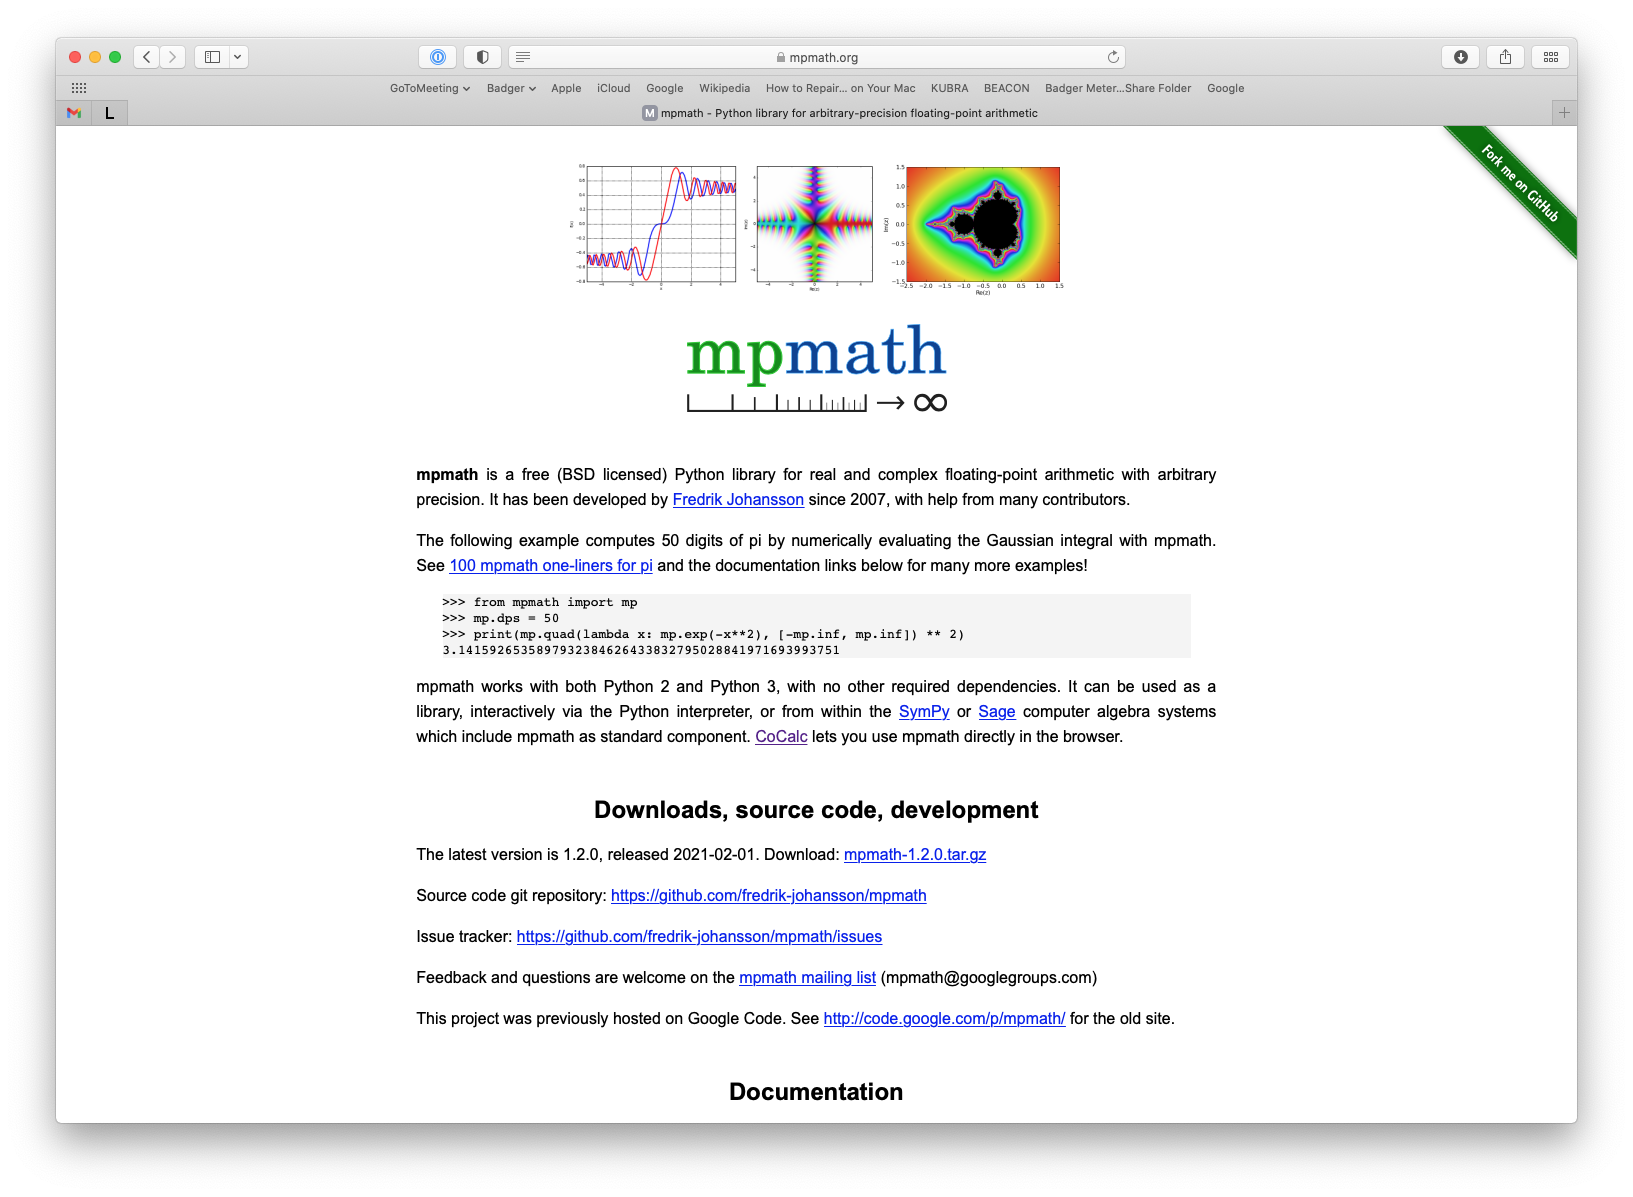 mpmath.org
GoToMeeting Badger Apple iCloud Google Wikipedia How to Repair... on Your Mac KUBRA BEACON Badger Meter...Share Folder Google
L M mpmath - Python library for arbitrary-precision floating-point arithmetic
Fork me on GitHub
mpmath
→ ∞
mpmath is a free (BSD licensed) Python library for real and complex floating-point arithmetic with arbitrary
precision. It has been developed by Fredrik Johansson since 2007, with help from many contributors.
The following example computes 50 digits of pi by numerically evaluating the Gaussian integral with mpmath.
See 100 mpmath one-liners for pi and the documentation links below for many more examples!
>>> from mpmath import mp
>>> mp.dps = 50
>>> print(mp.quad(lambda x: mp.exp(-x**2), [-mp.inf, mp.inf]) ** 2)
3.1415926535897932384626433832795028841971693993751
mpmath works with both Python 2 and Python 3, with no other required dependencies. It can be used as a
library, interactively via the Python interpreter, or from within the SymPy or Sage computer algebra systems
which include mpmath as standard component. CoCalc lets you use mpmath directly in the browser.
Downloads, source code, development
The latest version is 1.2.0, released 2021-02-01. Download: mpmath-1.2.0.tar.gz
Source code git repository: https://github.com/fredrik-johansson/mpmath
Issue tracker: https://github.com/fredrik-johansson/mpmath/issues
Feedback and questions are welcome on the mpmath mailing list (mpmath@googlegroups.com)
This project was previously hosted on Google Code. See http://code.google.com/p/mpmath/ for the old site.
Documentation